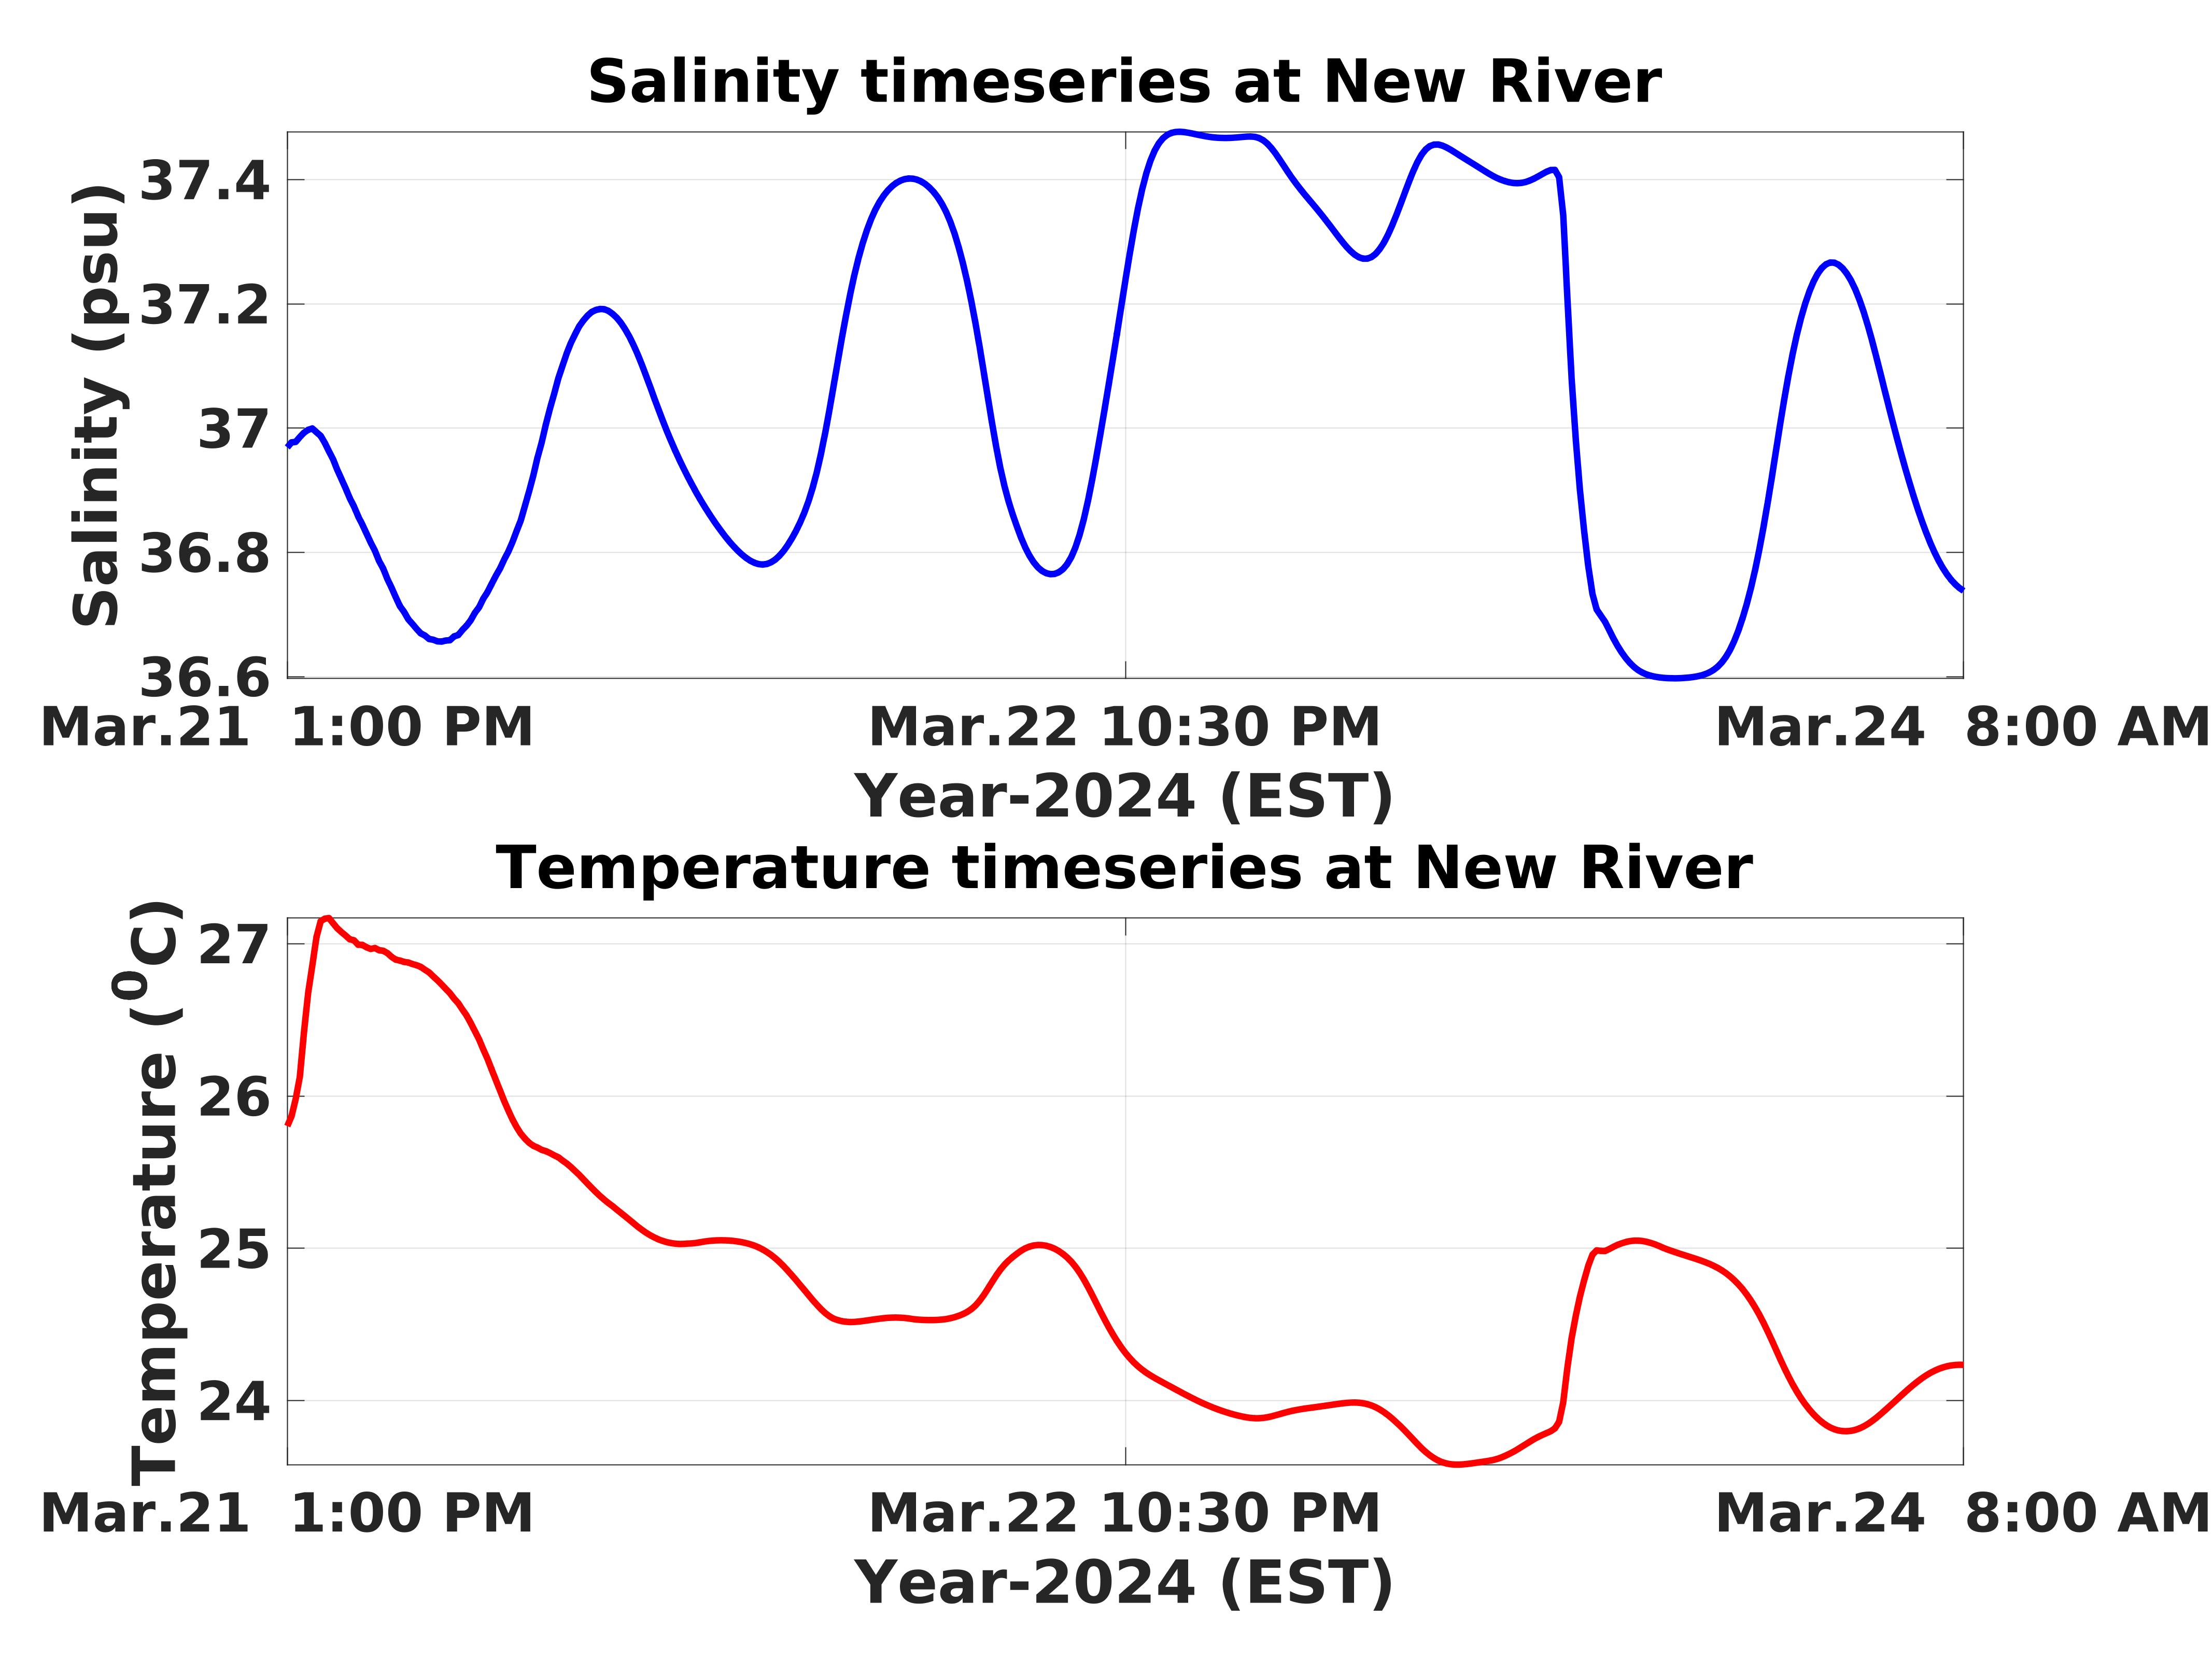 Salinity timeseries at New River
Salinity (psu)
37.4
37.2
37
36.8
36.6
Mar.21  1:00 PM
Mar.22 10:30 PM
Mar.24  8:00 AM
Year-2024 (EST)
Temperature timeseries at New River
Temperature (⁰C)
27
26
25
24
Mar.21  1:00 PM
Mar.22 10:30 PM
Mar.24  8:00 AM
Year-2024 (EST)